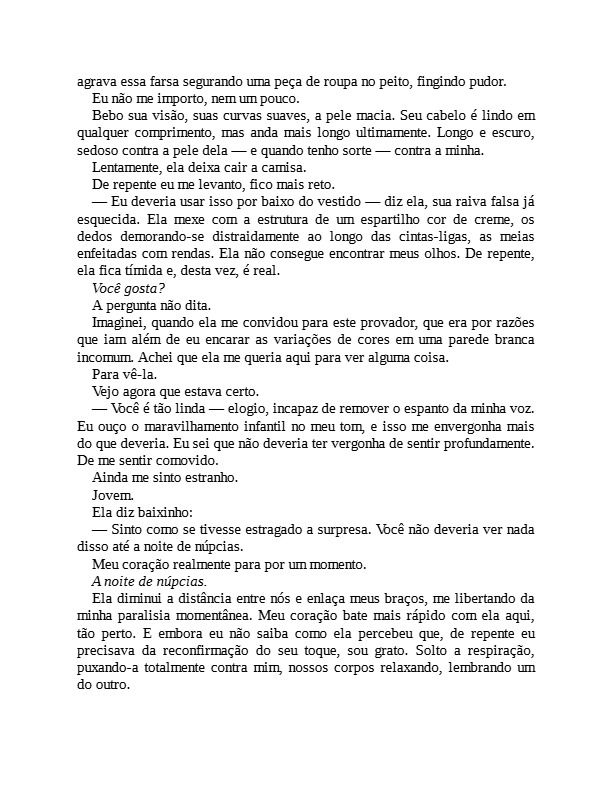 agrava essa farsa segurando uma peça de roupa no peito, fingindo pudor.
Eu não me importo, nem um pouco.
Bebo sua visão, suas curvas suaves, a pele macia. Seu cabelo é lindo em
qualquer comprimento, mas anda mais longo ultimamente. Longo e escuro,
sedoso contra a pele dela — e quando tenho sorte — contra a minha.
Lentamente, ela deixa cair a camisa.
De repente eu me levanto, fico mais reto.
— Eu deveria usar isso por baixo do vestido — diz ela, sua raiva falsa já
esquecida. Ela mexe com a estrutura de um espartilho cor de creme, os
dedos demorando-se distraidamente ao longo das cintas-ligas, as meias
enfeitadas com rendas. Ela não consegue encontrar meus olhos. De repente,
ela fica tímida e, desta vez, é real.
Você gosta?
A pergunta não dita.
Imaginei, quando ela me convidou para este provador, que era por razões
que iam além de eu encarar as variações de cores em uma parede branca
incomum. Achei que ela me queria aqui para ver alguma coisa.
Para vê-la.
Vejo agora que estava certo.
— Você é tão linda — elogio, incapaz de remover o espanto da minha voz.
Eu ouço o maravilhamento infantil no meu tom, e isso me envergonha mais
do que deveria. Eu sei que não deveria ter vergonha de sentir profundamente.
De me sentir comovido.
Ainda me sinto estranho.
Jovem.
Ela diz baixinho:
— Sinto como se tivesse estragado a surpresa. Você não deveria ver nada
disso até a noite de núpcias.
Meu coração realmente para por um momento.
A noite de núpcias.
Ela diminui a distância entre nós e enlaça meus braços, me libertando da
minha paralisia momentânea. Meu coração bate mais rápido com ela aqui,
tão perto. E embora eu não saiba como ela percebeu que, de repente eu
precisava da reconfirmação do seu toque, sou grato. Solto a respiração,
puxando-a totalmente contra mim, nossos corpos relaxando, lembrando um
do outro.